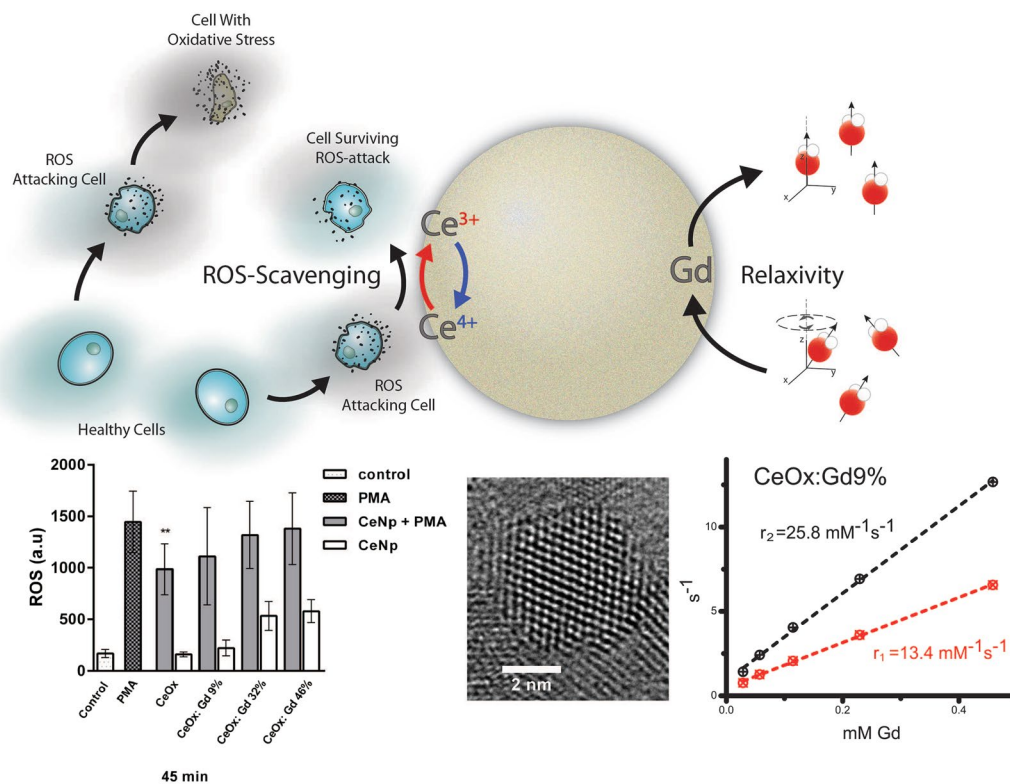 Cell With
Oxidative Stress
ROS
Attacking Cell
Cell Surviving
ROS-attack
Ce3+
ROS-Scavenging
Gd
Relaxivity
Ce4+
ROS
Attacking Cell
Healthy Cells
z
x
y
z
x
y
2000
1500
1000
500
0
ROS (a.u)
**
control
PMA
CeNp + PMA
CeNp
Control
PMA
CeOx
CeOx: Gd 9%
CeOx: Gd 32%
CeOx: Gd 46%
45 min
2 nm
CeOx:Gd9%
r2=25.8 mM-1s-1
r1=13.4 mM-1s-1
s-1
10
5
0
0.0
0.2
0.4
mM Gd